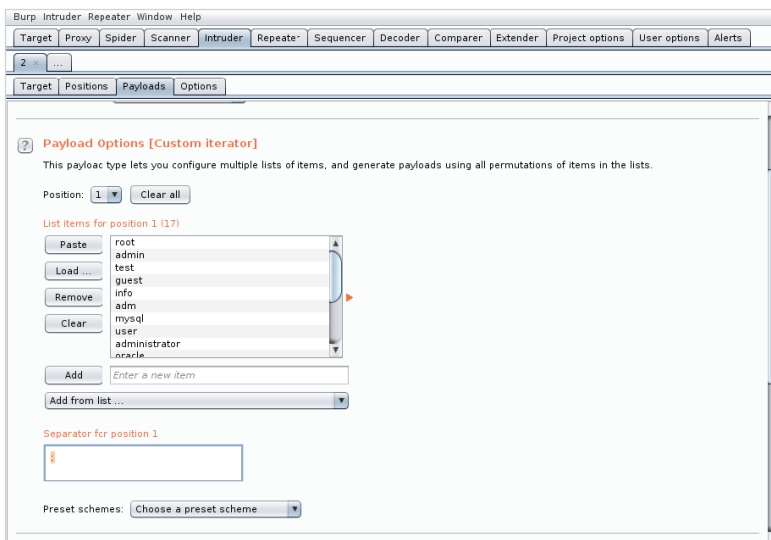 Burp Intruder Repeater Window Help
Target Proxy Spider Scanner Intruder Repeater Sequencer Decoder Comparer Extender Project options User options Alerts
2 × ...
Target Positions Payloads Options
? Payload Options [Custom iterator]
This payload type lets you configure multiple lists of items, and generate payloads using all permutations of items in the lists.
Position: 1 Clear all
List items for position 1 (17)
Paste
Load ...
Remove
Clear
root
admin
test
guest
info
adm
mysql
user
administrator
oracle
Add Enter a new item
Add from list ...
Separator for position 1
:
Preset schemes: Choose a preset scheme